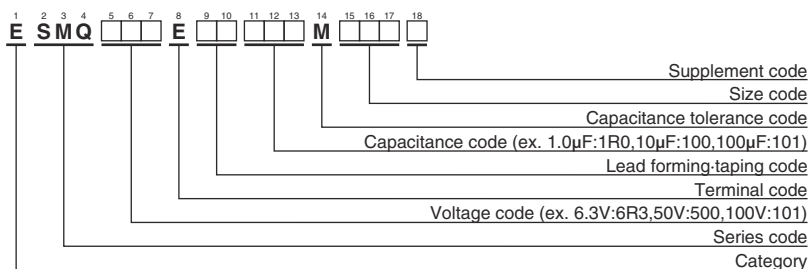 1 2 3 4 5 6 7 8 9 10 11 12 13 14 15 16 17 18
E SMQ □□□ E □□ □□□ M □□□ □
Supplement code
Size code
Capacitance tolerance code
Capacitance code (ex. 1.0µF:1R0,10µF:100,100µF:101)
Lead forming·taping code
Terminal code
Voltage code (ex. 6.3V:6R3,50V:500,100V:101)
Series code
Category